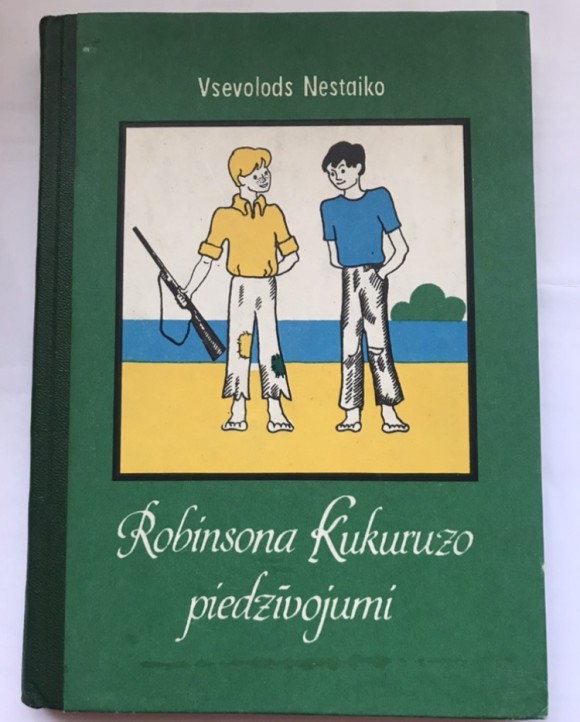 Vsevolods Nestaiko
Robinsona Kukuruzo
piedzīvojumi